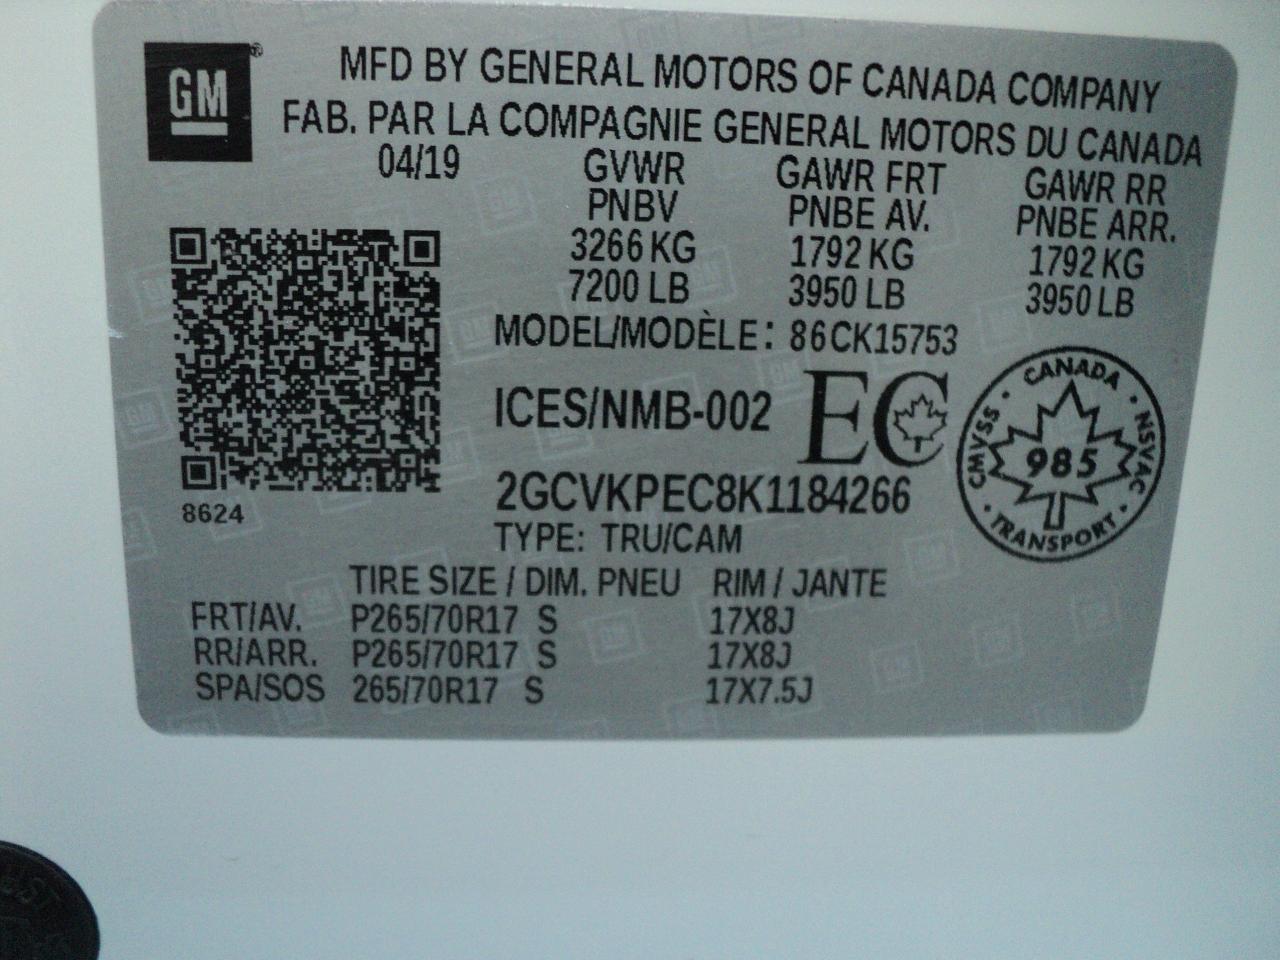 GM
MFD BY GENERAL MOTORS OF CANADA COMPANY
FAB. PAR LA COMPAGNIE GENERAL MOTORS DU CANADA
04/19 GVWR GAWR FRT GAWR RR
PNBV PNBE AV. PNBE ARR.
3266 KG 1792 KG 1792 KG
7200 LB 3950 LB 3950 LB
MODEL/MODÈLE: 86CK15753
ICES/NMB-002 EC
CANADA
CMVSS 985 NSVAC
TRANSPORT
2GCVKPEC8K1184266
8624
TYPE: TRU/CAM
TIRE SIZE / DIM. PNEU RIM / JANTE
FRT/AV. P265/70R17 S 17X8J
RR/ARR. P265/70R17 S 17X8J
SPA/SOS 265/70R17 S 17X7.5J